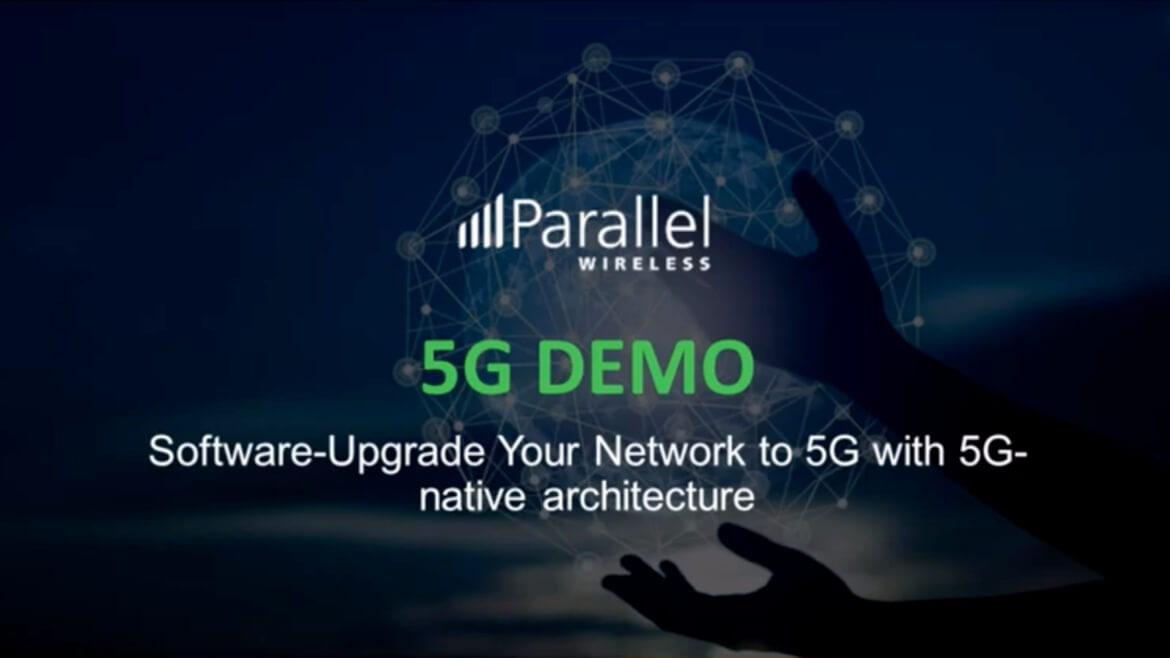 Parallel
WIRELESS
5G DEMO
Software-Upgrade Your Network to 5G with 5G-
native architecture